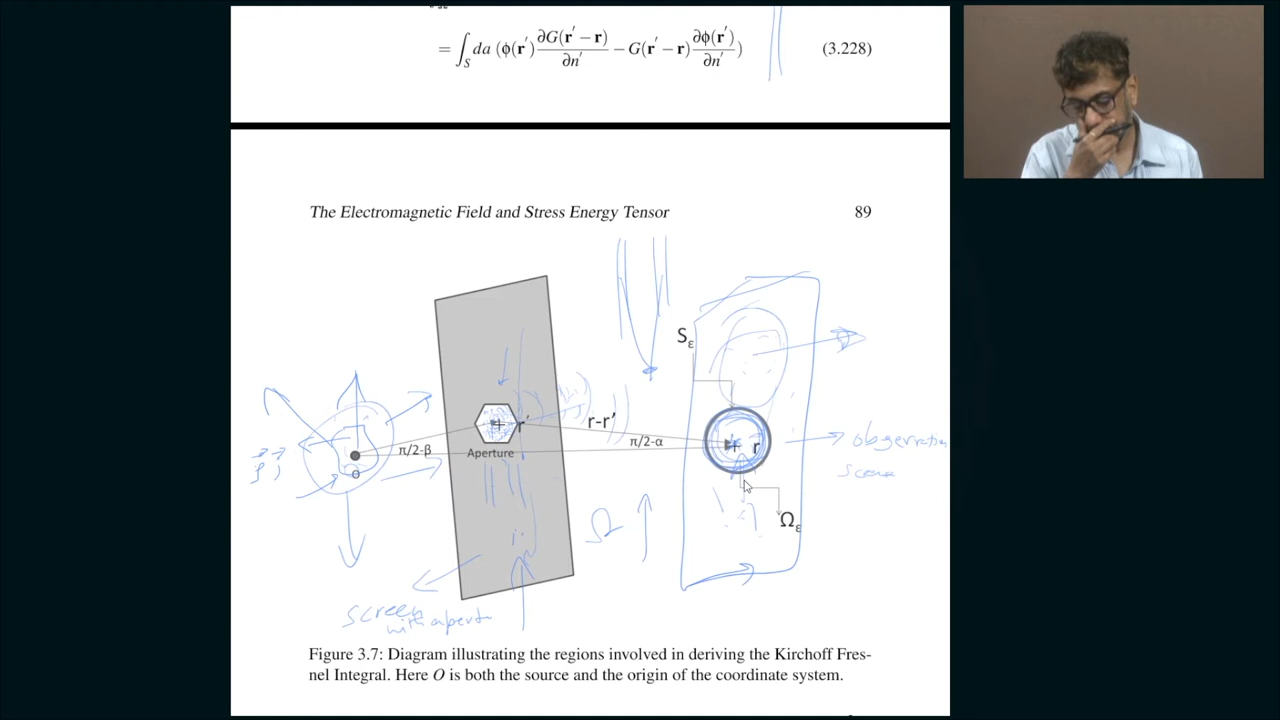 = ∫_S da (ϕ(r′) ∂G(r′ − r)/∂n′ − G(r′ − r) ∂ϕ(r′)/∂n′) (3.228)
The Electromagnetic Field and Stress Energy Tensor 89
S_ε
r′
r-r′
π/2-α
r
π/2-β
Aperture
O
observation
screen
Ω
Ω_ε
screen
with apert
Figure 3.7: Diagram illustrating the regions involved in deriving the Kirchoff Fres-
nel Integral. Here O is both the source and the origin of the coordinate system.